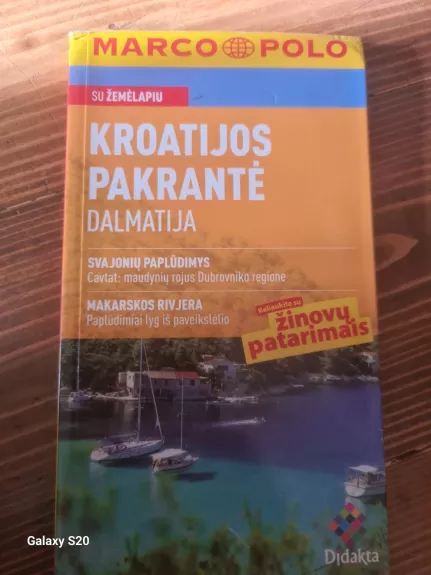 MARCO POLO
SU ŽEMĖLAPIU
KROATIJOS
PAKRANTĖ
DALMATIJA
SVAJONIŲ PAPLŪDIMYS
Cavtat: maudynių rojus Dubrovniko regione
MAKARSKOS RIVJERA
Paplūdimiai lyg iš paveikslėlio
Keliaukite su
žinovų
patarimais
Didakta
Galaxy S20